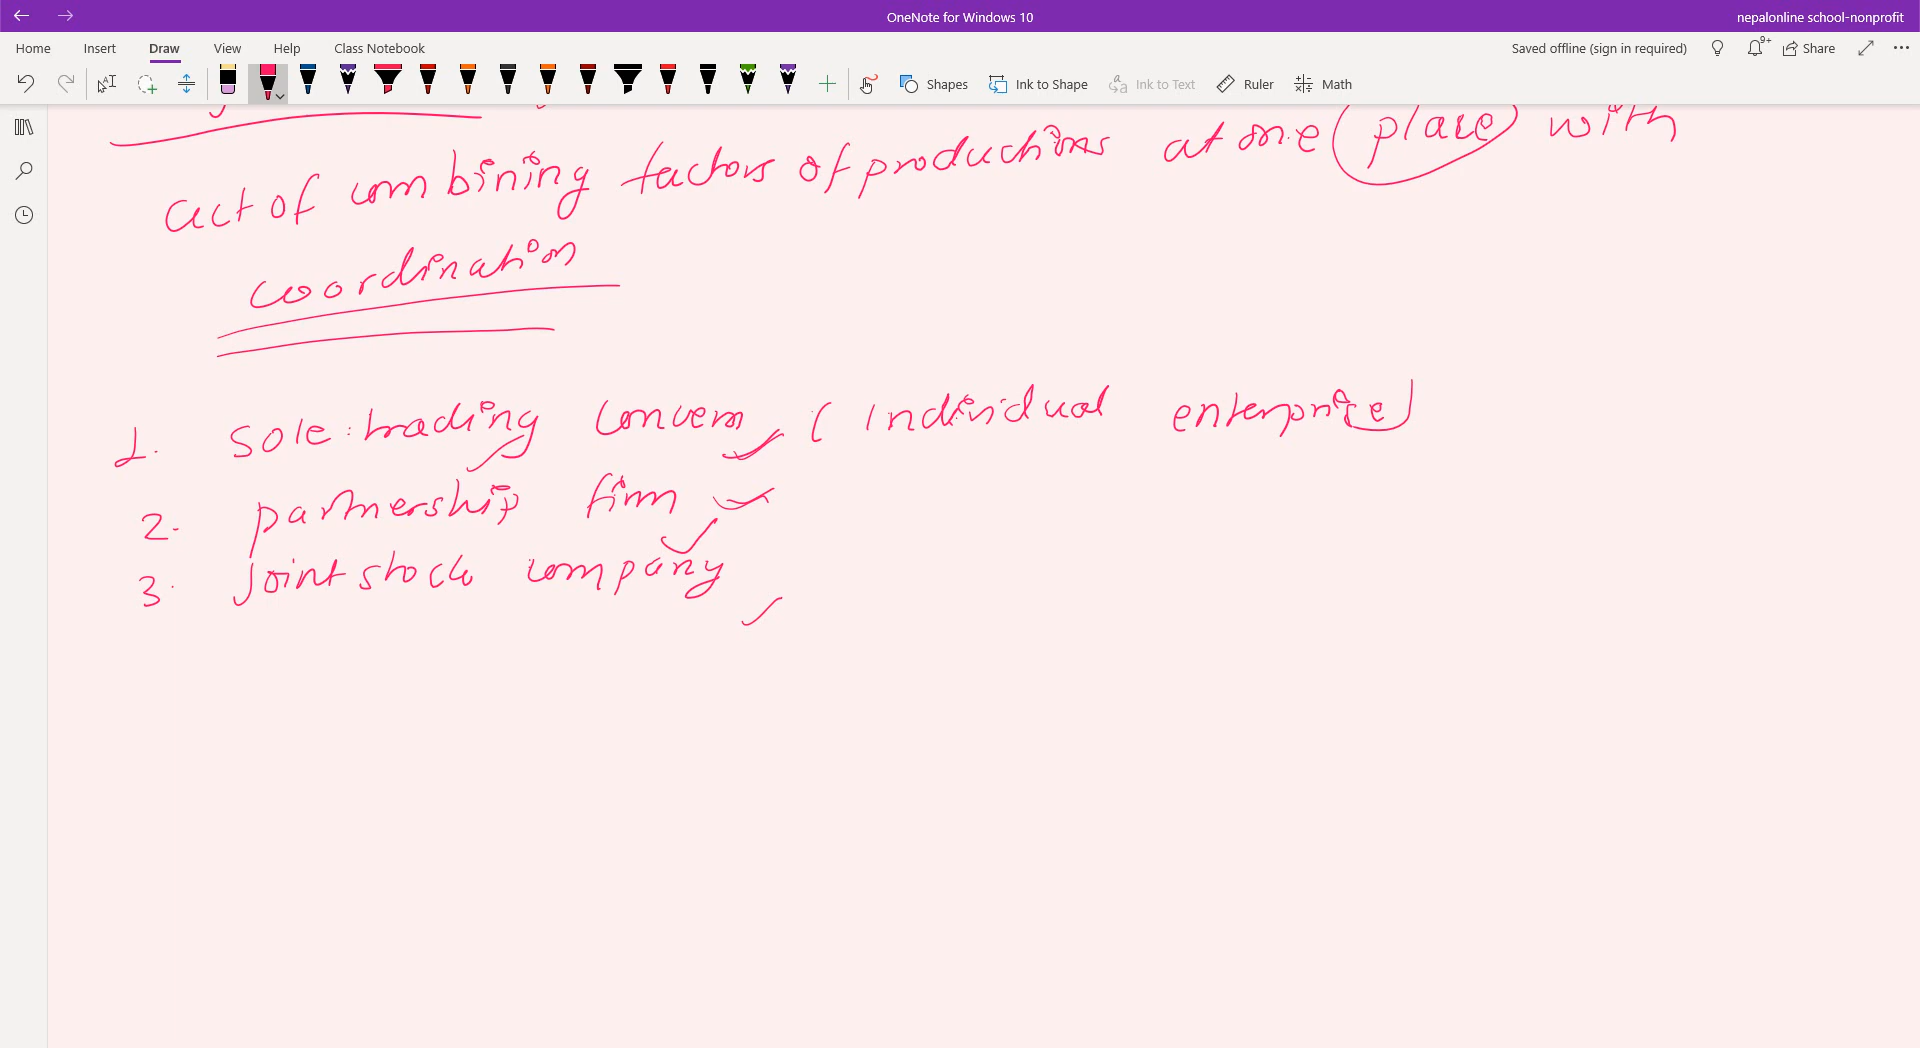 OneNote for Windows 10
nepalonline school-nonprofit
Home Insert Draw View Help Class Notebook
Saved offline (sign in required) 9+ Share
Shapes Ink to Shape Ink to Text Ruler Math
act of combining factors of productions at one (place) with
coordination
1. sole trading concern (Individual enterprise)
2. partnership firm
3. Joint stock company